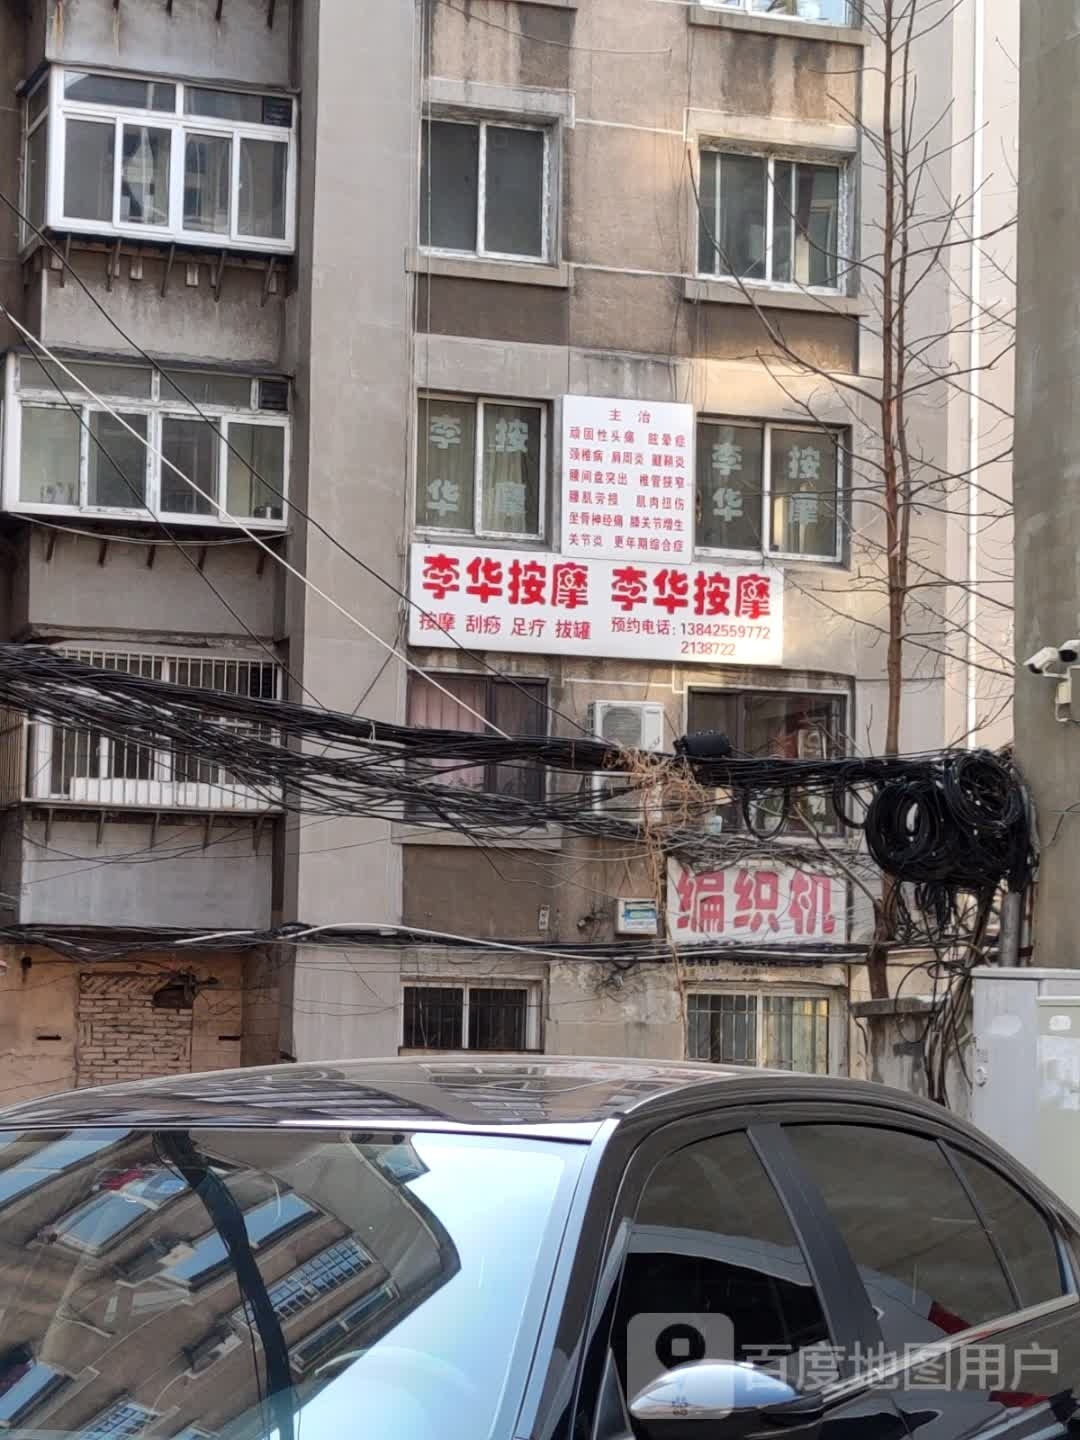 主治
顽固性头痛 眩晕症
颈椎病 肩周炎 腱鞘炎
腰间盘突出 椎管狭窄
腰肌劳损 肌肉扭伤
坐骨神经痛 膝关节增生
关节炎 更年期综合症
李 按
华 摩
李 按
华 摩
李华按摩 李华按摩
按摩 刮痧 足疗 拔罐 预约电话:13842559772
2138722
编织机
百度地图用户